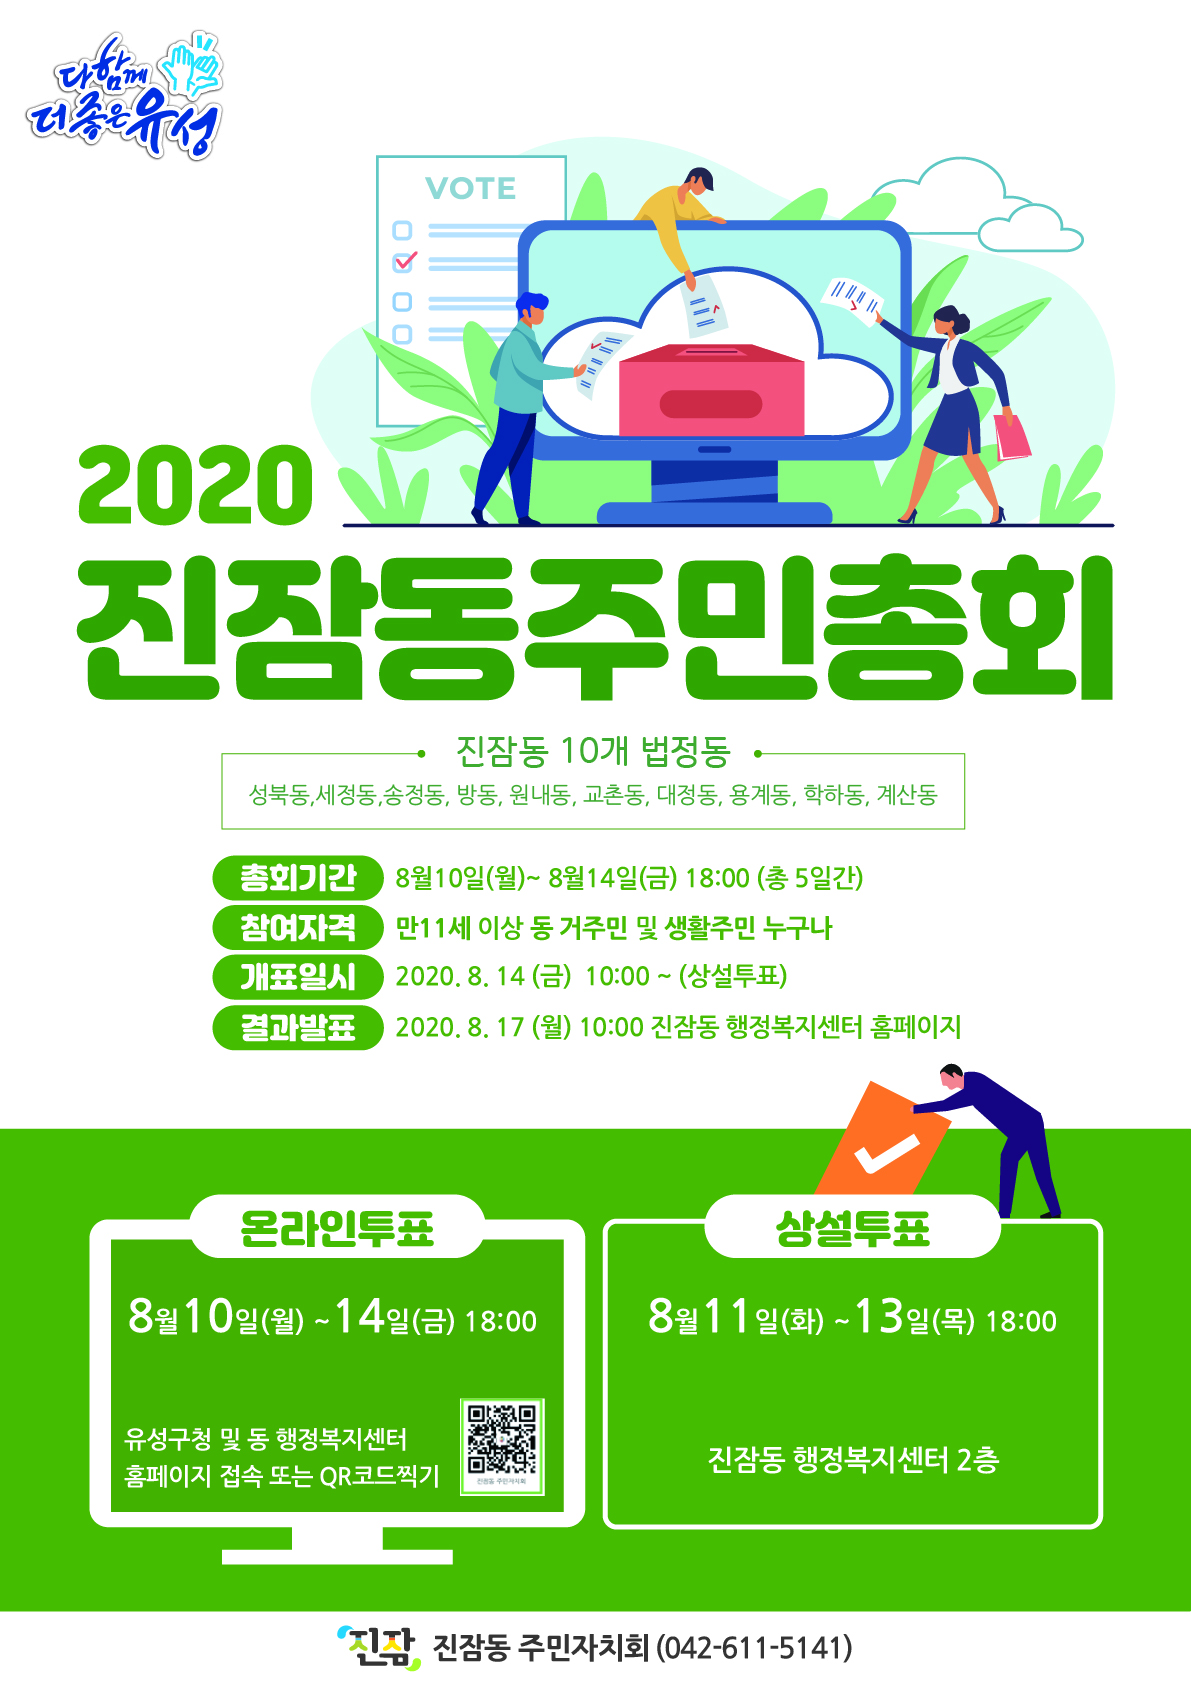 다함께
더 좋은 유성
VOTE
2020
진잠동주민총회
진잠동 10개 법정동
성북동,세정동,송정동, 방동, 원내동, 교촌동, 대정동, 용계동, 학하동, 계산동
총회기간 8월10일(월)~ 8월14일(금) 18:00 (총 5일간)
참여자격 만11세 이상 동 거주민 및 생활주민 누구나
개표일시 2020. 8. 14 (금) 10:00 ~ (상설투표)
결과발표 2020. 8. 17 (월) 10:00 진잠동 행정복지센터 홈페이지
온라인투표
8월10일(월) ~14일(금) 18:00
유성구청 및 동 행정복지센터
홈페이지 접속 또는 QR코드찍기
진잠동 주민자치회
상설투표
8월11일(화) ~13일(목) 18:00
진잠동 행정복지센터 2층
진잠 진잠동 주민자치회 (042-611-5141)